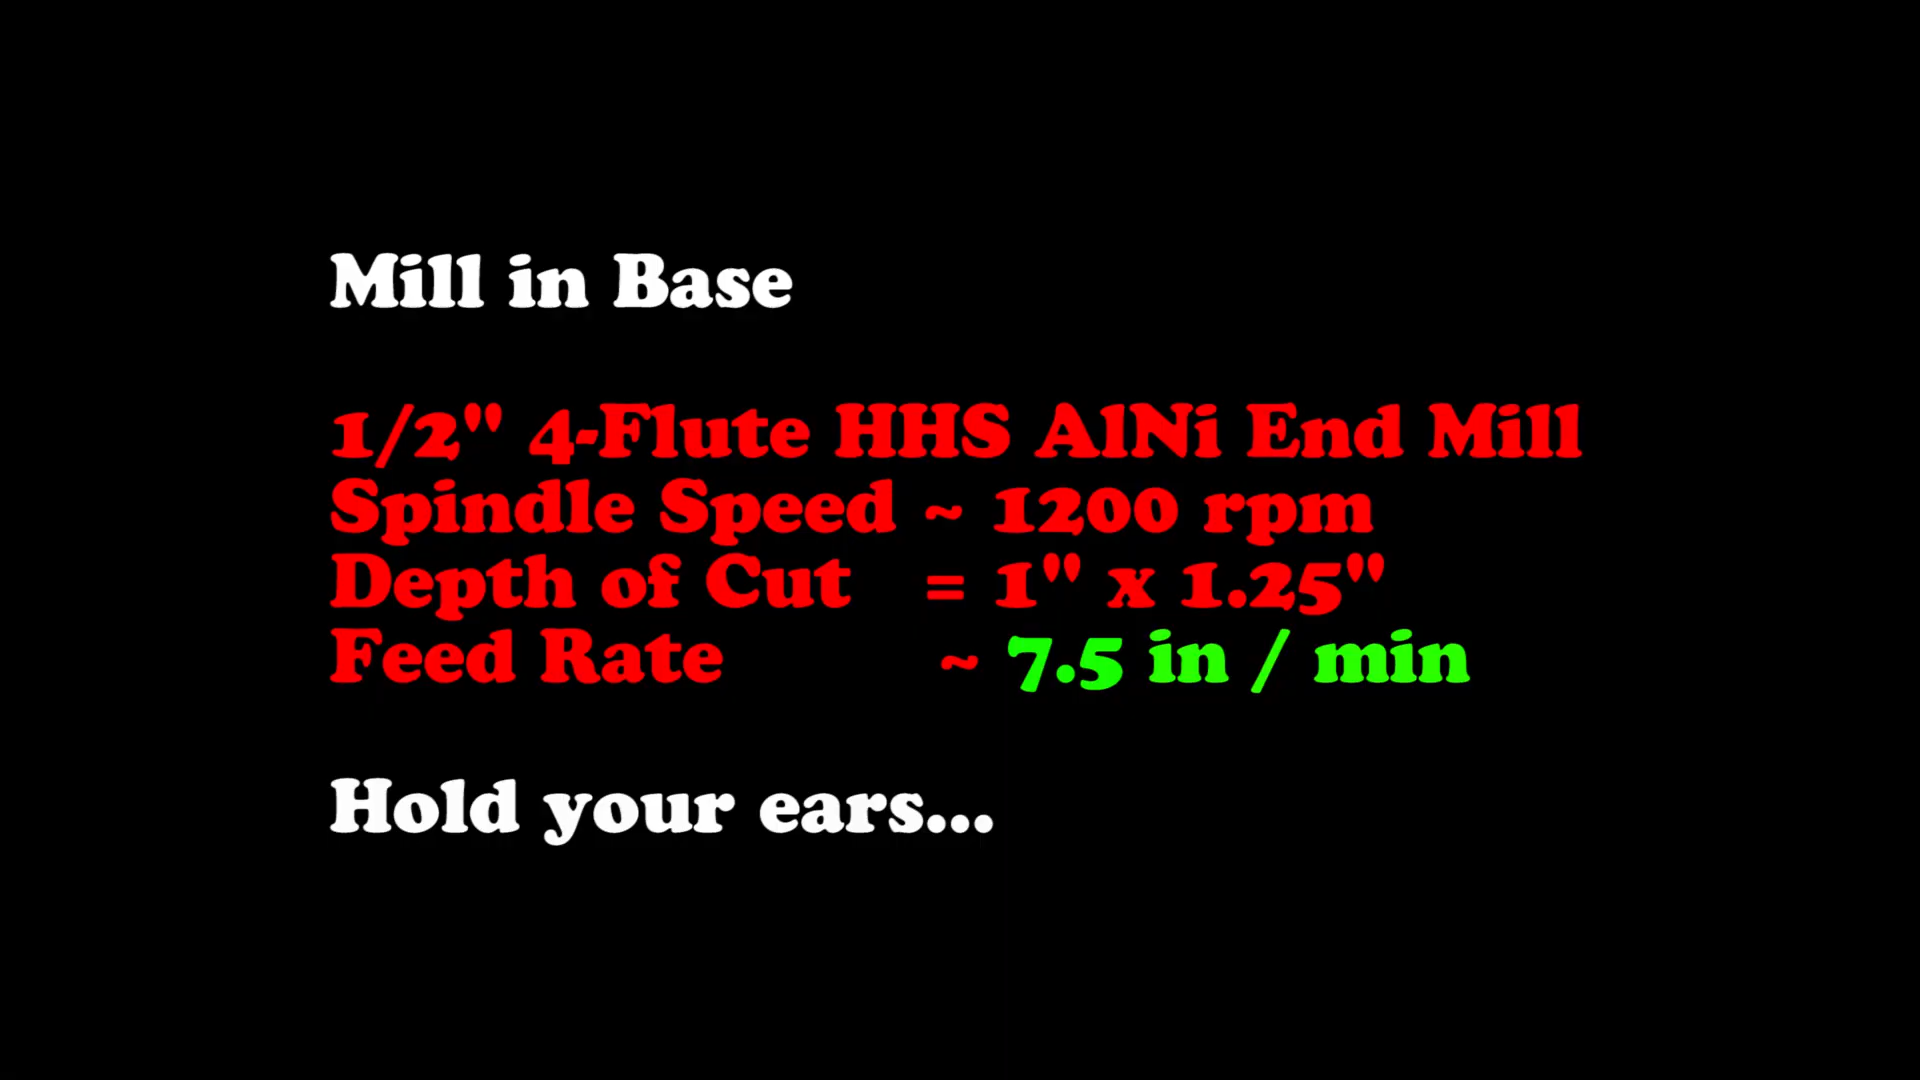 Mill in Base
1/2" 4-Flute HHS AlNi End Mill
Spindle Speed ~ 1200 rpm
Depth of Cut = 1" x 1.25"
Feed Rate ~ 7.5 in / min
Hold your ears...